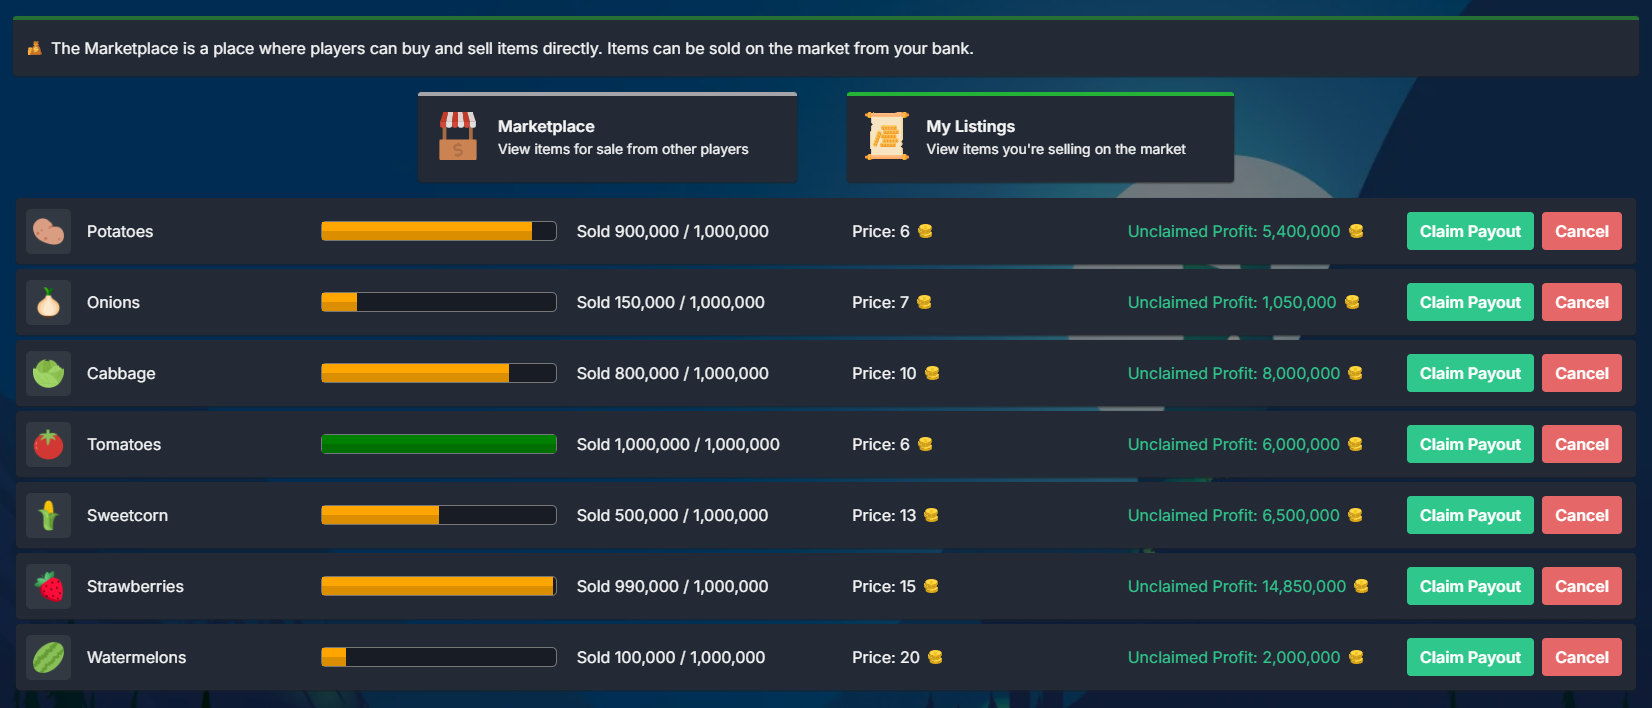 The Marketplace is a place where players can buy and sell items directly. Items can be sold on the market from your bank.
Marketplace
View items for sale from other players
My Listings
View items you're selling on the market
Potatoes Sold 900,000 / 1,000,000 Price: 6 Unclaimed Profit: 5,400,000 Claim Payout Cancel
Onions Sold 150,000 / 1,000,000 Price: 7 Unclaimed Profit: 1,050,000 Claim Payout Cancel
Cabbage Sold 800,000 / 1,000,000 Price: 10 Unclaimed Profit: 8,000,000 Claim Payout Cancel
Tomatoes Sold 1,000,000 / 1,000,000 Price: 6 Unclaimed Profit: 6,000,000 Claim Payout Cancel
Sweetcorn Sold 500,000 / 1,000,000 Price: 13 Unclaimed Profit: 6,500,000 Claim Payout Cancel
Strawberries Sold 990,000 / 1,000,000 Price: 15 Unclaimed Profit: 14,850,000 Claim Payout Cancel
Watermelons Sold 100,000 / 1,000,000 Price: 20 Unclaimed Profit: 2,000,000 Claim Payout Cancel